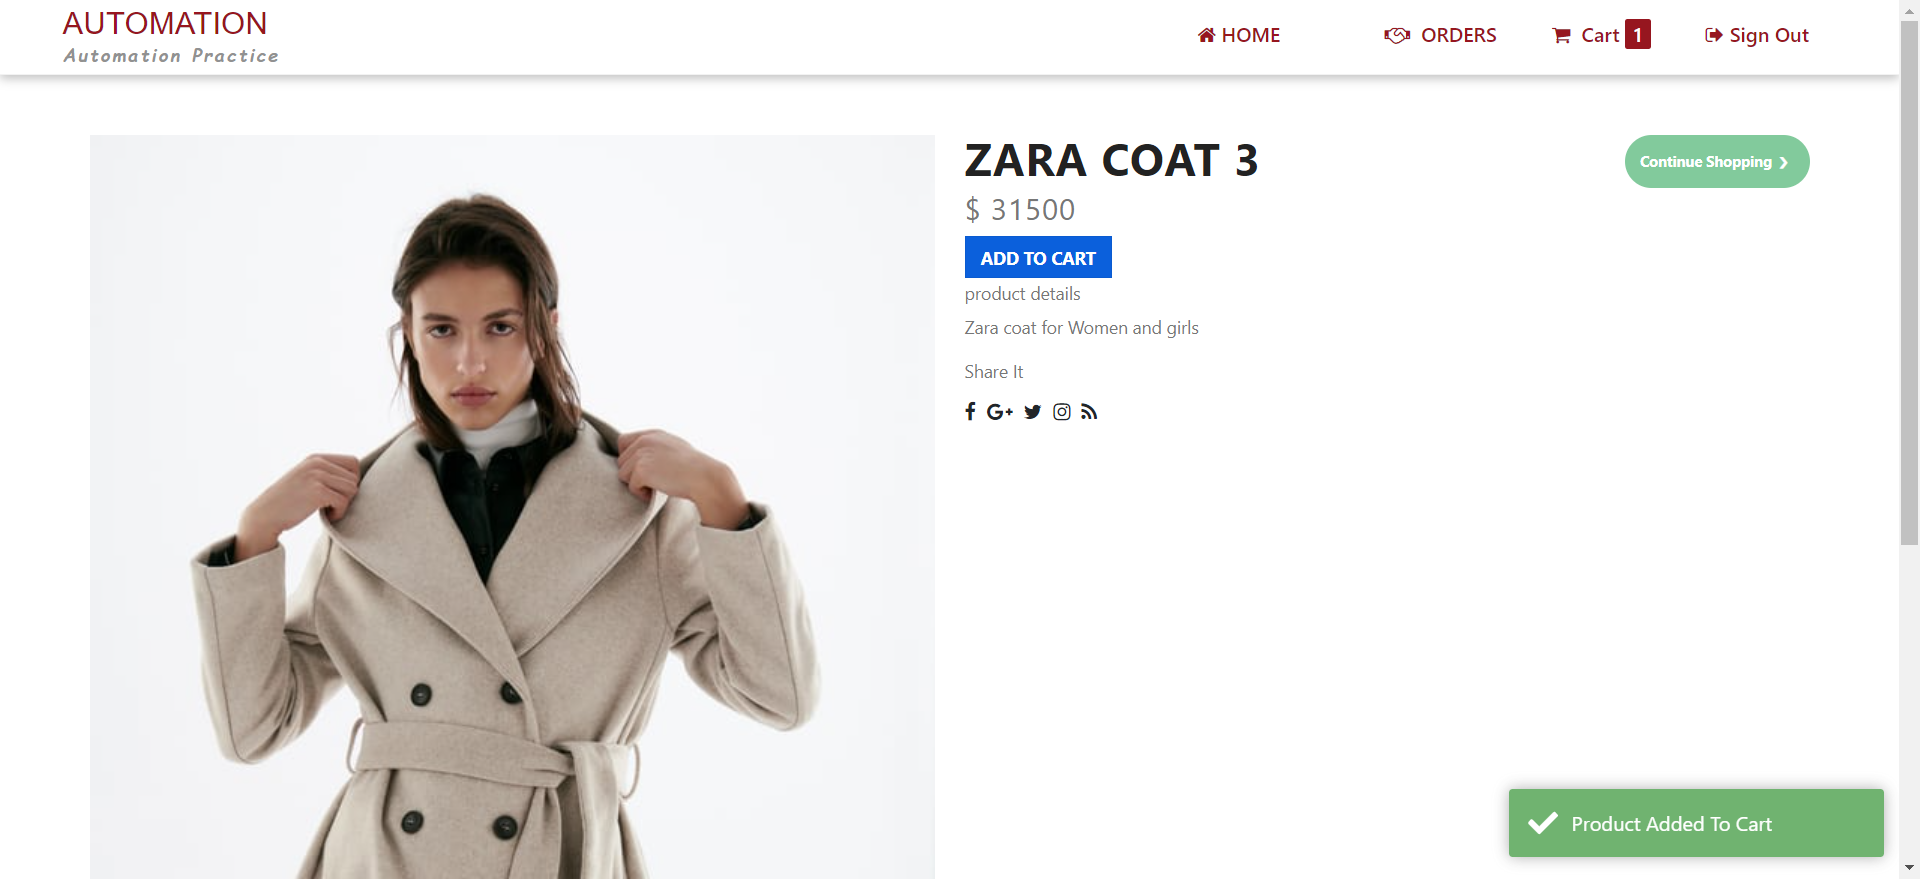 AUTOMATION
Automation Practice
HOME
ORDERS
Cart 1
Sign Out
ZARA COAT 3
Continue Shopping ❯
$ 31500
ADD TO CART
product details
Zara coat for Women and girls
Share It
Product Added To Cart